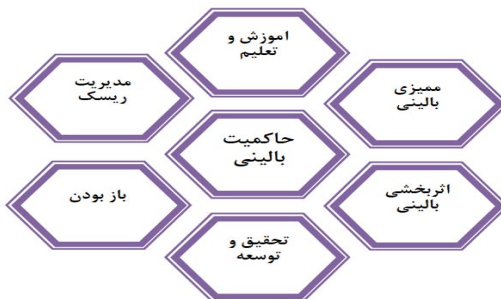 اموزش و
تعلیم
ممیزی
بالینی
مدیریت
ریسک
حاکمیت
بالینی
اثربخشی
بالینی
باز بودن
تحقیق و
توسعه